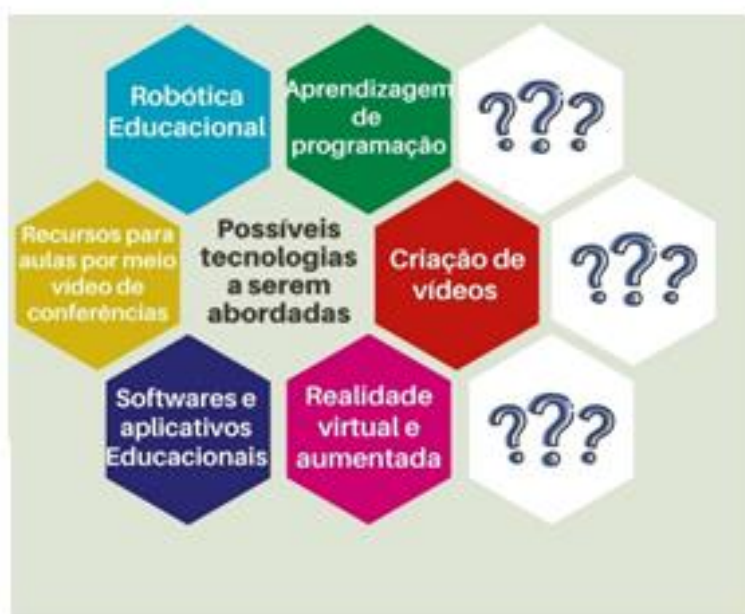 Robótica
Educacional
Aprendizagem
de
programação
???
Recursos para
aulas por meio
vídeo de
conferências
Possíveis
tecnologias
a serem
abordadas
Criação de
vídeos
???
Softwares e
aplicativos
Educacionais
Realidade
virtual e
aumentada
???